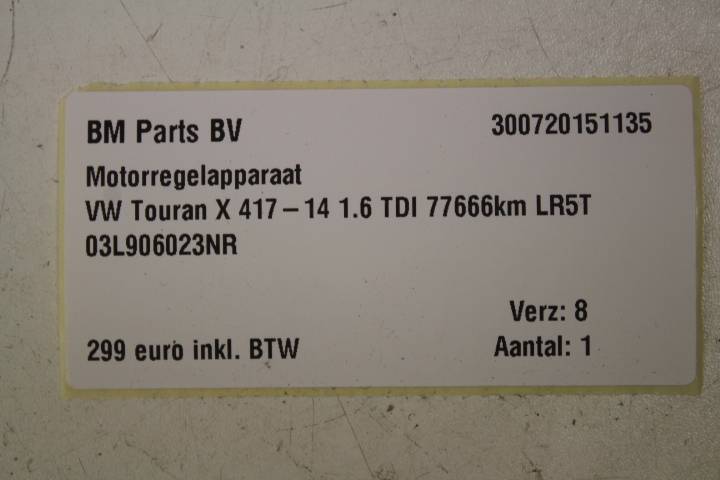 BM Parts BV 300720151135
Motorregelapparaat
VW Touran X 417-14 1.6 TDI 77666km LR5T
03L906023NR
Verz: 8
299 euro inkl. BTW Aantal: 1